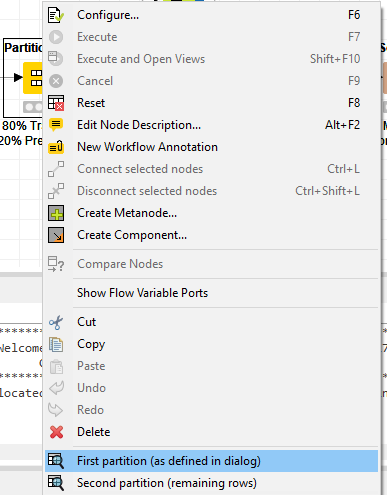 Configure... F6
Execute F7
Execute and Open Views Shift+F10
Cancel F9
Reset F8
Edit Node Description... Alt+F2
New Workflow Annotation
Connect selected nodes Ctrl+L
Disconnect selected nodes Ctrl+Shift+L
Create Metanode...
Create Component...
Compare Nodes
Show Flow Variable Ports
Cut
Copy
Paste
Undo
Redo
Delete
First partition (as defined in dialog)
Second partition (remaining rows)
Partitio
80% Tr
20% Pre
Welcome
located